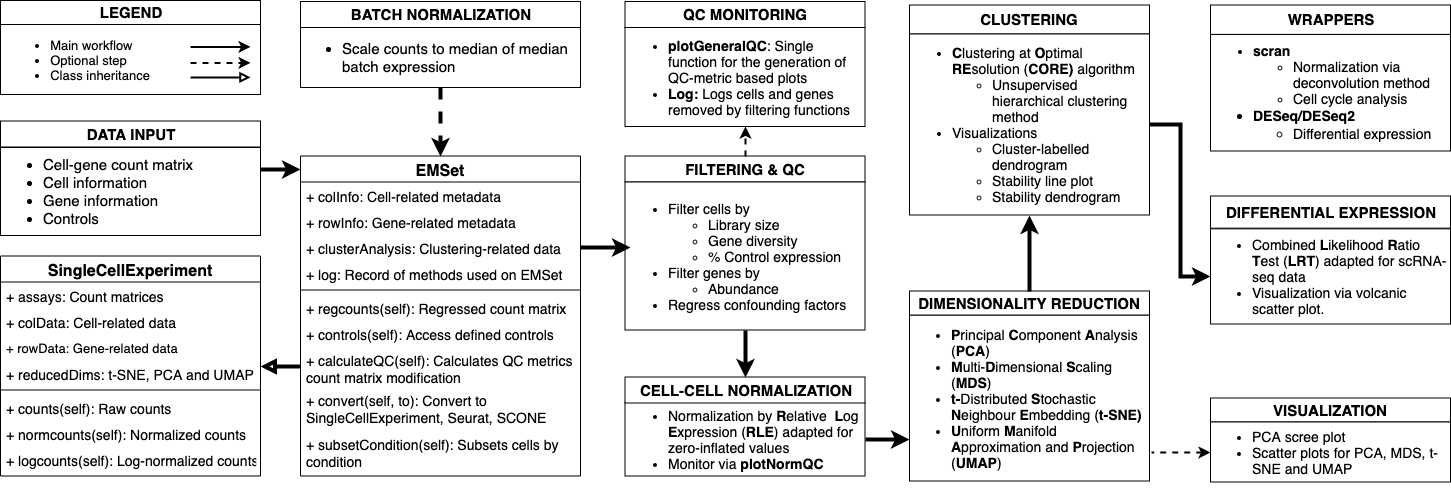 LEGEND
• Main workflow
• Optional step
• Class inheritance
DATA INPUT
• Cell-gene count matrix
• Cell information
• Gene information
• Controls
SingleCellExperiment
+ assays: Count matrices
+ colData: Cell-related data
+ rowData: Gene-related data
+ reducedDims: t-SNE, PCA and UMAP
+ counts(self): Raw counts
+ normcounts(self): Normalized counts
+ logcounts(self): Log-normalized counts
BATCH NORMALIZATION
• Scale counts to median of median
batch expression
EMSet
+ colInfo: Cell-related metadata
+ rowInfo: Gene-related metadata
+ clusterAnalysis: Clustering-related data
+ log: Record of methods used on EMSet
+ regcounts(self): Regressed count matrix
+ controls(self): Access defined controls
+ calculateQC(self): Calculates QC metrics
count matrix modification
+ convert(self, to): Convert to
SingleCellExperiment, Seurat, SCONE
+ subsetCondition(self): Subsets cells by
condition
QC MONITORING
• plotGeneralQC: Single
function for the generation of
QC-metric based plots
• Log: Logs cells and genes
removed by filtering functions
FILTERING & QC
• Filter cells by
◦ Library size
◦ Gene diversity
◦ % Control expression
• Filter genes by
◦ Abundance
• Regress confounding factors
CELL-CELL NORMALIZATION
• Normalization by Relative Log
Expression (RLE) adapted for
zero-inflated values
• Monitor via plotNormQC
CLUSTERING
• Clustering at Optimal
REsolution (CORE) algorithm
◦ Unsupervised
hierarchical clustering
method
• Visualizations
◦ Cluster-labelled
dendrogram
◦ Stability line plot
◦ Stability dendrogram
DIMENSIONALITY REDUCTION
• Principal Component Analysis
(PCA)
• Multi-Dimensional Scaling
(MDS)
• t-Distributed Stochastic
Neighbour Embedding (t-SNE)
• Uniform Manifold
Approximation and Projection
(UMAP)
WRAPPERS
• scran
◦ Normalization via
deconvolution method
◦ Cell cycle analysis
• DESeq/DESeq2
◦ Differential expression
DIFFERENTIAL EXPRESSION
• Combined Likelihood Ratio
Test (LRT) adapted for scRNA-
seq data
• Visualization via volcanic
scatter plot.
VISUALIZATION
• PCA scree plot
• Scatter plots for PCA, MDS, t-
SNE and UMAP